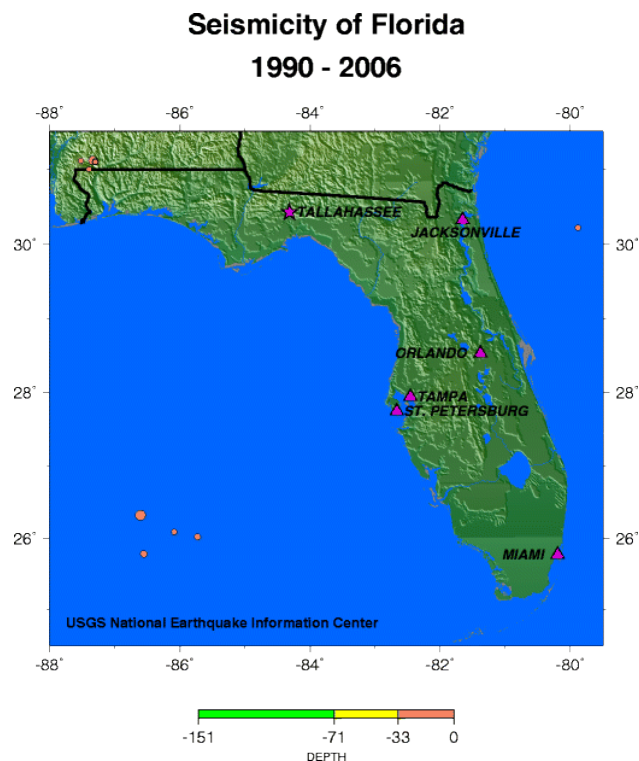 Seismicity of Florida
1990 - 2006
-88° -86° -84° -82° -80°
TALLAHASSEE
30° 30°
JACKSONVILLE
ORLANDO
28° 28°
TAMPA
ST. PETERSBURG
26° 26°
MIAMI
USGS National Earthquake Information Center
-88° -86° -84° -82° -80°
-151 -71 -33 0
DEPTH